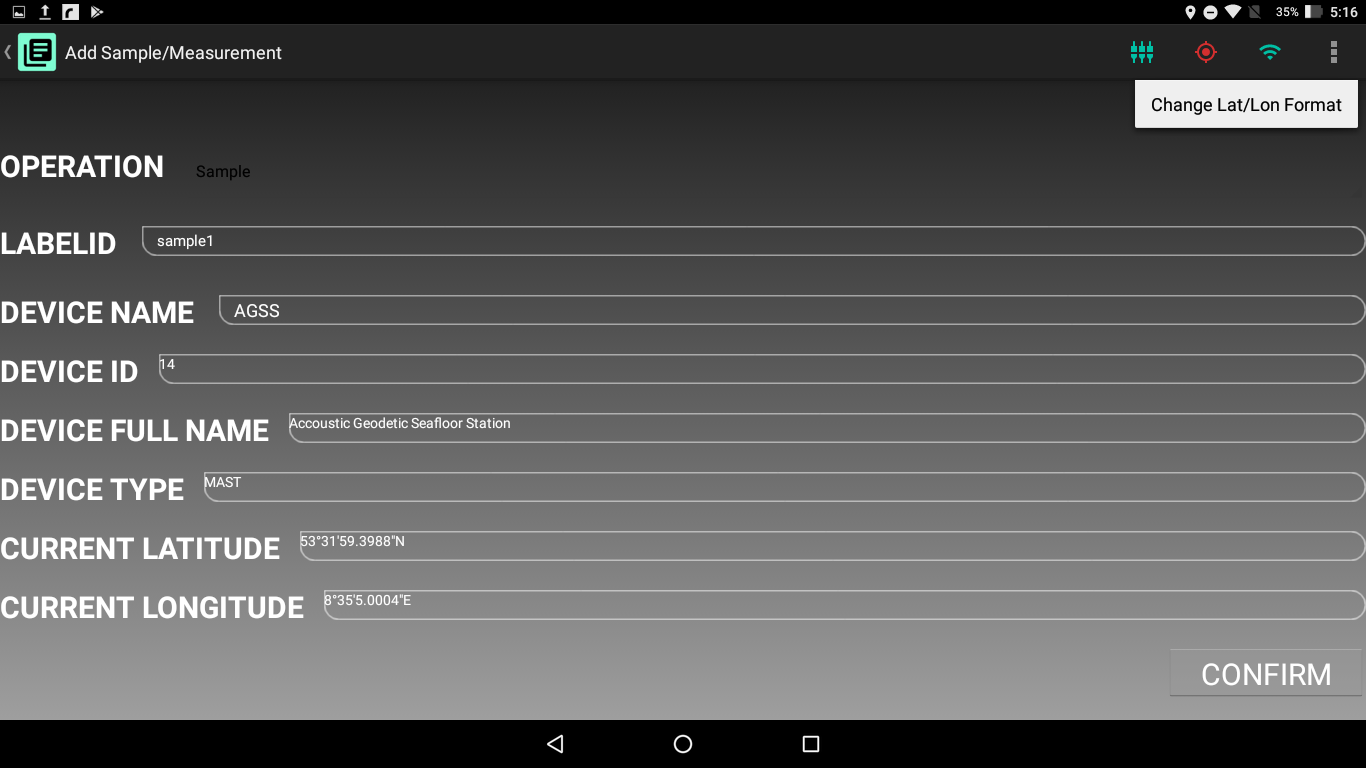 35% 5:16
Add Sample/Measurement
Change Lat/Lon Format
OPERATION Sample
LABELID sample1
DEVICE NAME AGSS
DEVICE ID 14
DEVICE FULL NAME Accoustic Geodetic Seafloor Station
DEVICE TYPE MAST
CURRENT LATITUDE 53°31'59.3988"N
CURRENT LONGITUDE 8°35'5.0004"E
CONFIRM